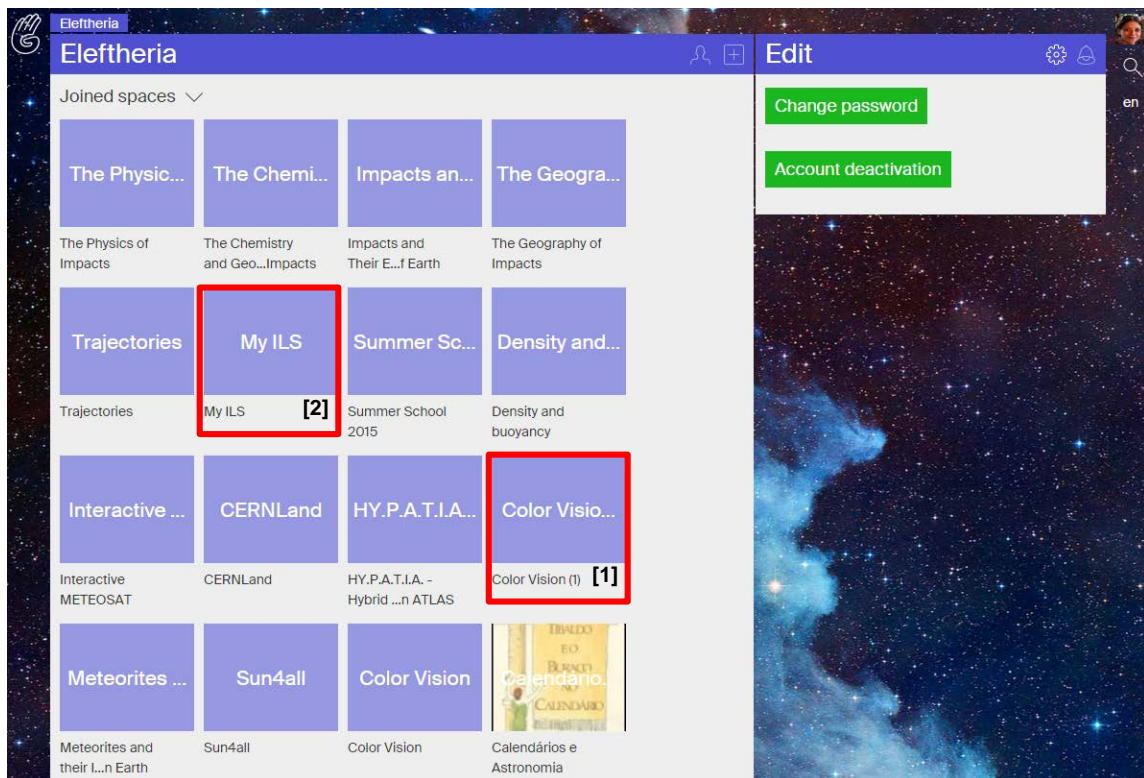 Eleftheria
Eleftheria
Joined spaces
The Physic...
The Chemi...
Impacts an...
The Geogra...
The Physics of
Impacts
The Chemistry
and Geo...Impacts
Impacts and
Their E...f Earth
The Geography of
Impacts
Trajectories
My ILS
Summer Sc...
Density and...
Trajectories
My ILS
[2]
Summer School
2015
Density and
buoyancy
Interactive ...
CERNLand
HY.P.A.T.I.A...
Color Visio...
Interactive
METEOSAT
CERNLand
HY.P.A.T.I.A. -
Hybrid ...n ATLAS
Color Vision (1)
[1]
Meteorites ...
Sun4all
Color Vision
TIBALDO
E O
BURACO
NO
CALENDÁRIO
Calendário...
Meteorites and
their I...n Earth
Sun4all
Color Vision
Calendários e
Astronomia
Edit
Change password
Account deactivation
en